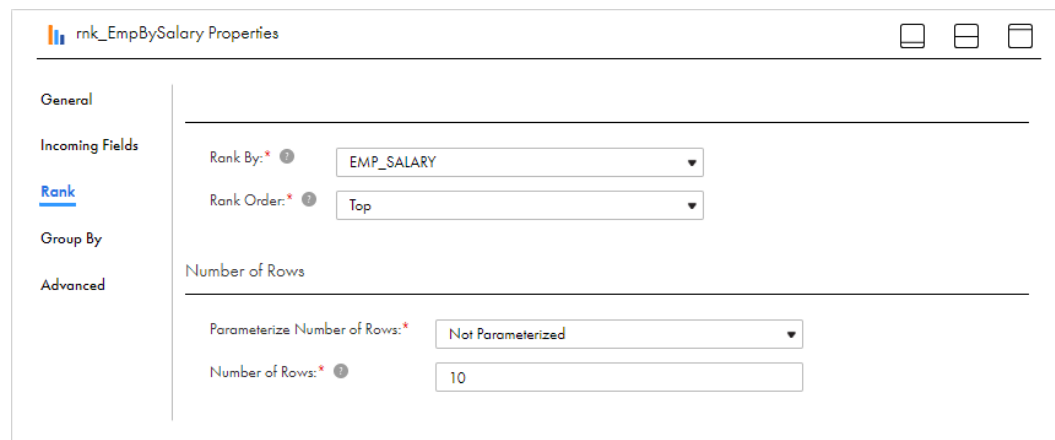 rnk_EmpBySalary Properties
General
Incoming Fields
Rank
Group By
Advanced
Rank By:* ?
EMP_SALARY
Rank Order:* ?
Top
Number of Rows
Parameterize Number of Rows:*
Not Parameterized
Number of Rows:* ?
10